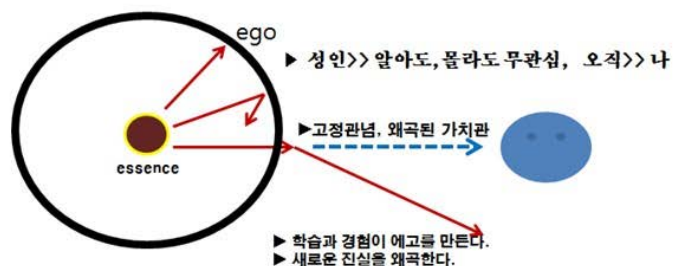 ego
▶ 성인>> 알아도,몰라도 무관심, 오직>> 나
▶고정관념, 왜곡된 가치관
essence
▶ 학습과 경험이 에고를 만든다.
▶ 새로운 진실을 왜곡한다.